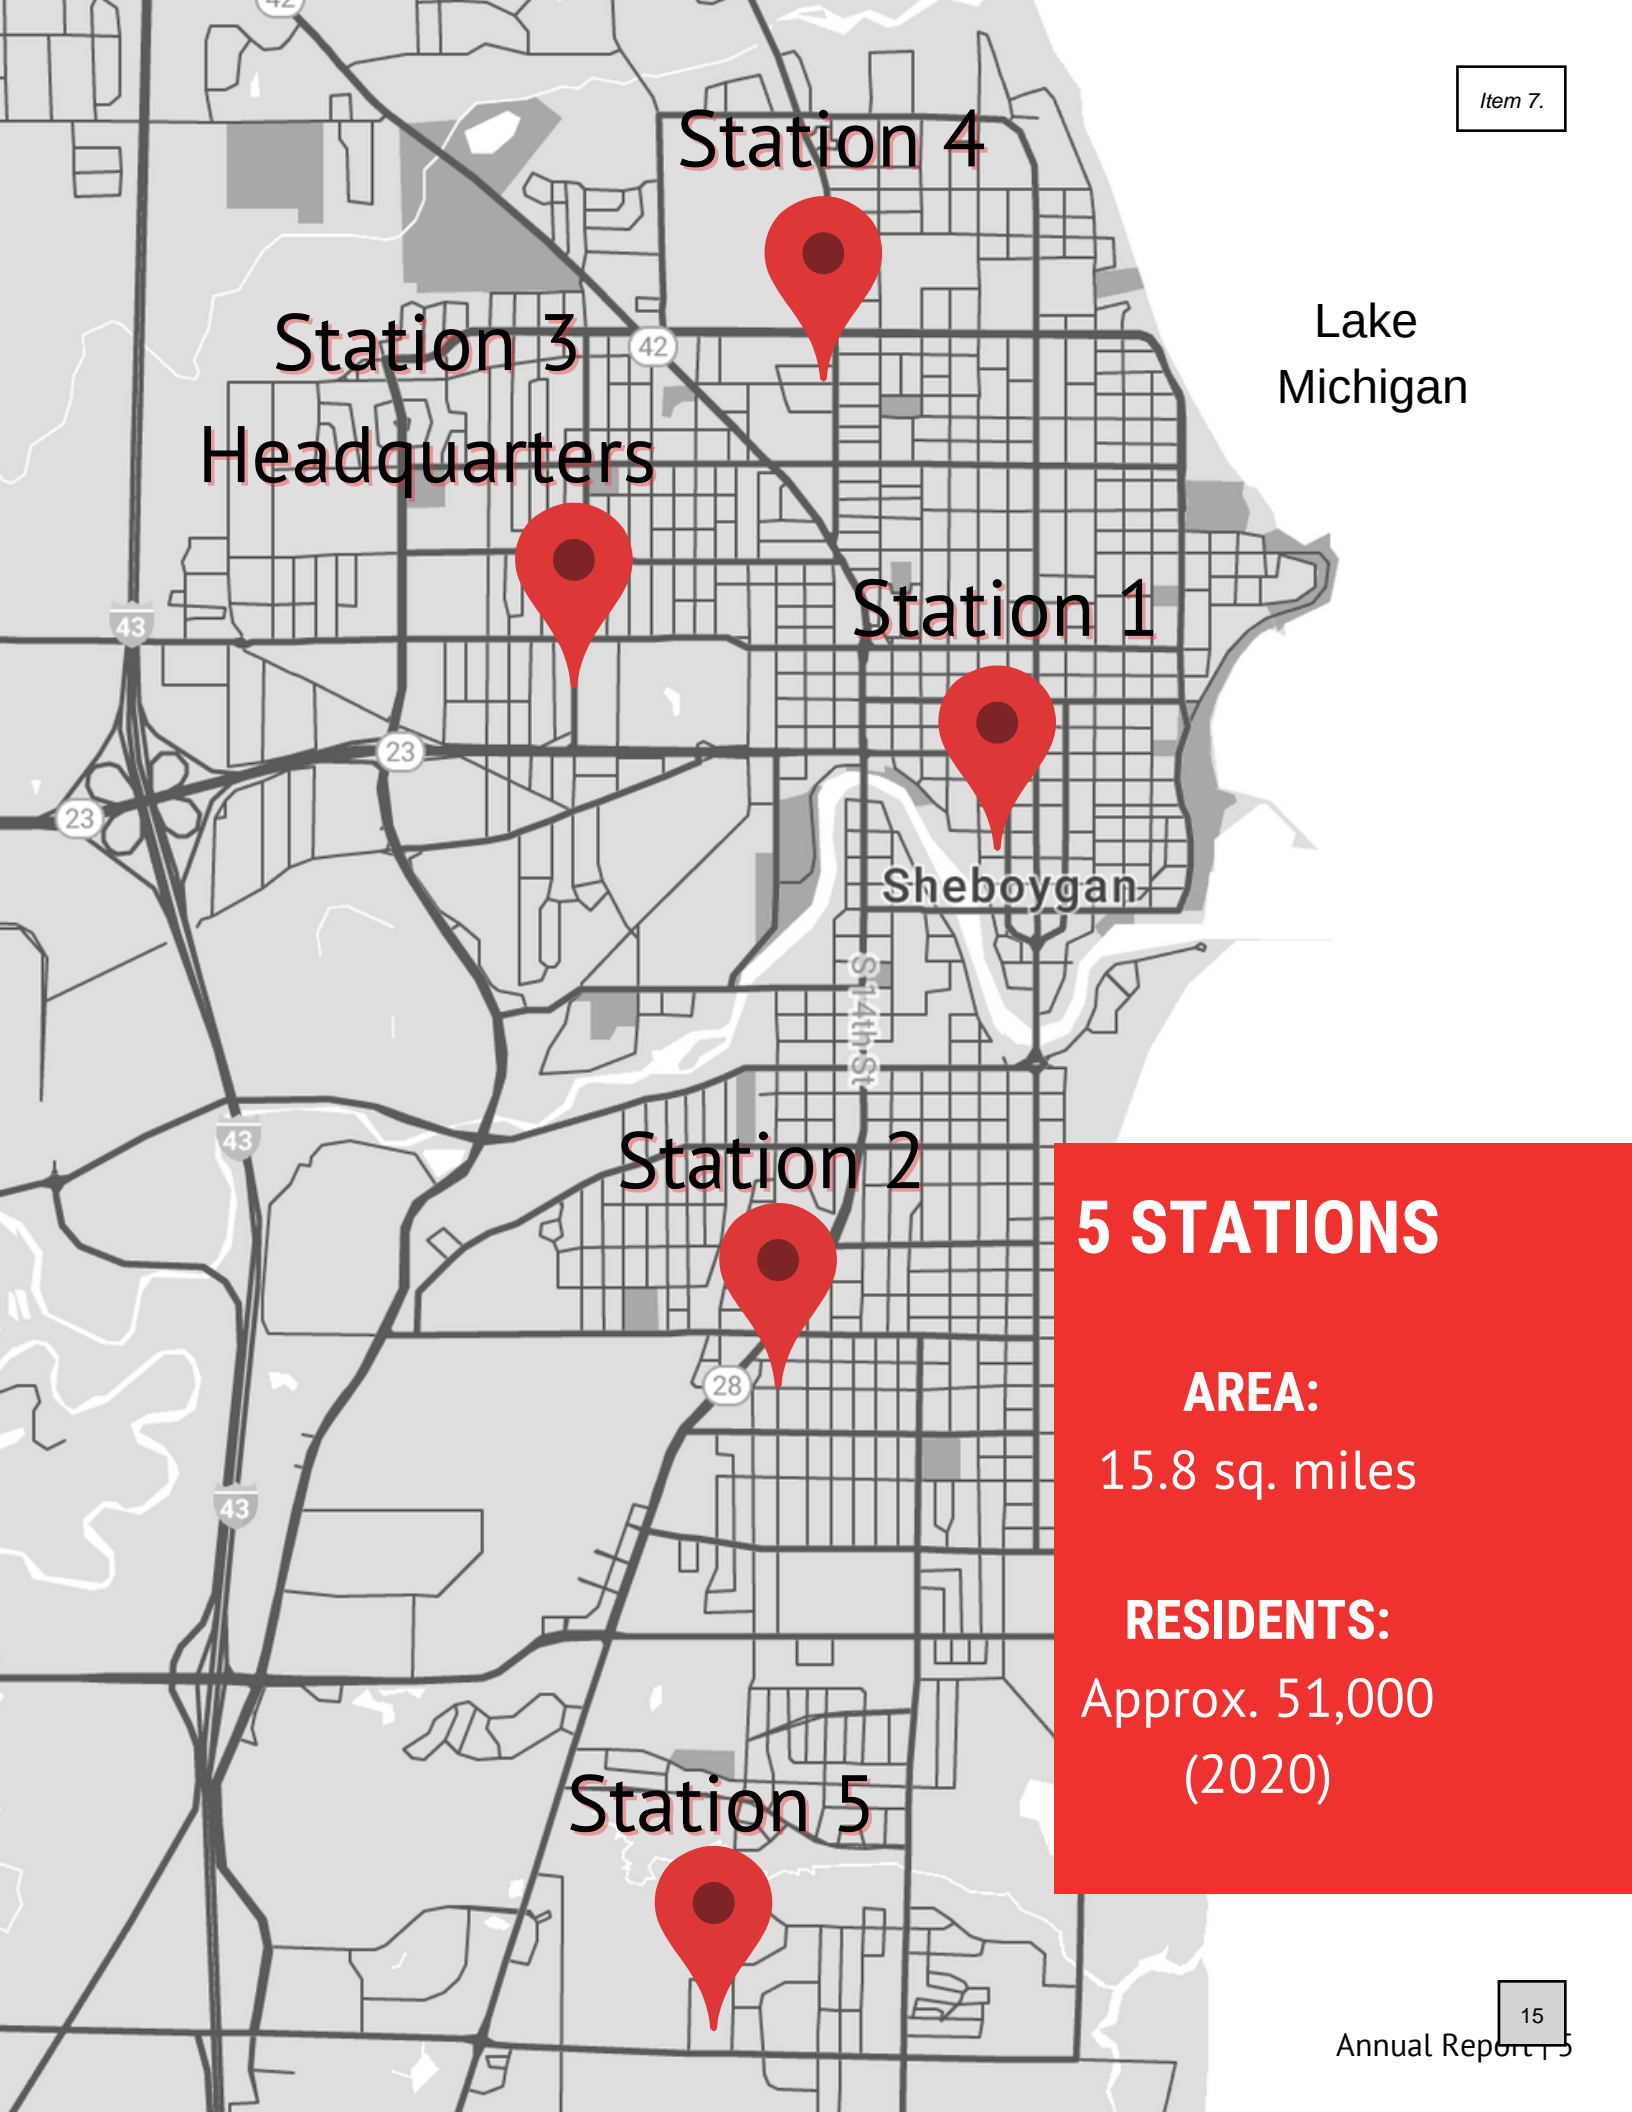 42
Item 7.
Station 4
Lake
Michigan
Station 3
42
Headquarters
Station 1
43
23
23
Sheboygan
S 14th St
43
Station 2
5 STATIONS
AREA:
28
15.8 sq. miles
43
RESIDENTS:
Approx. 51,000
(2020)
Station 5
15
Annual Report | 5